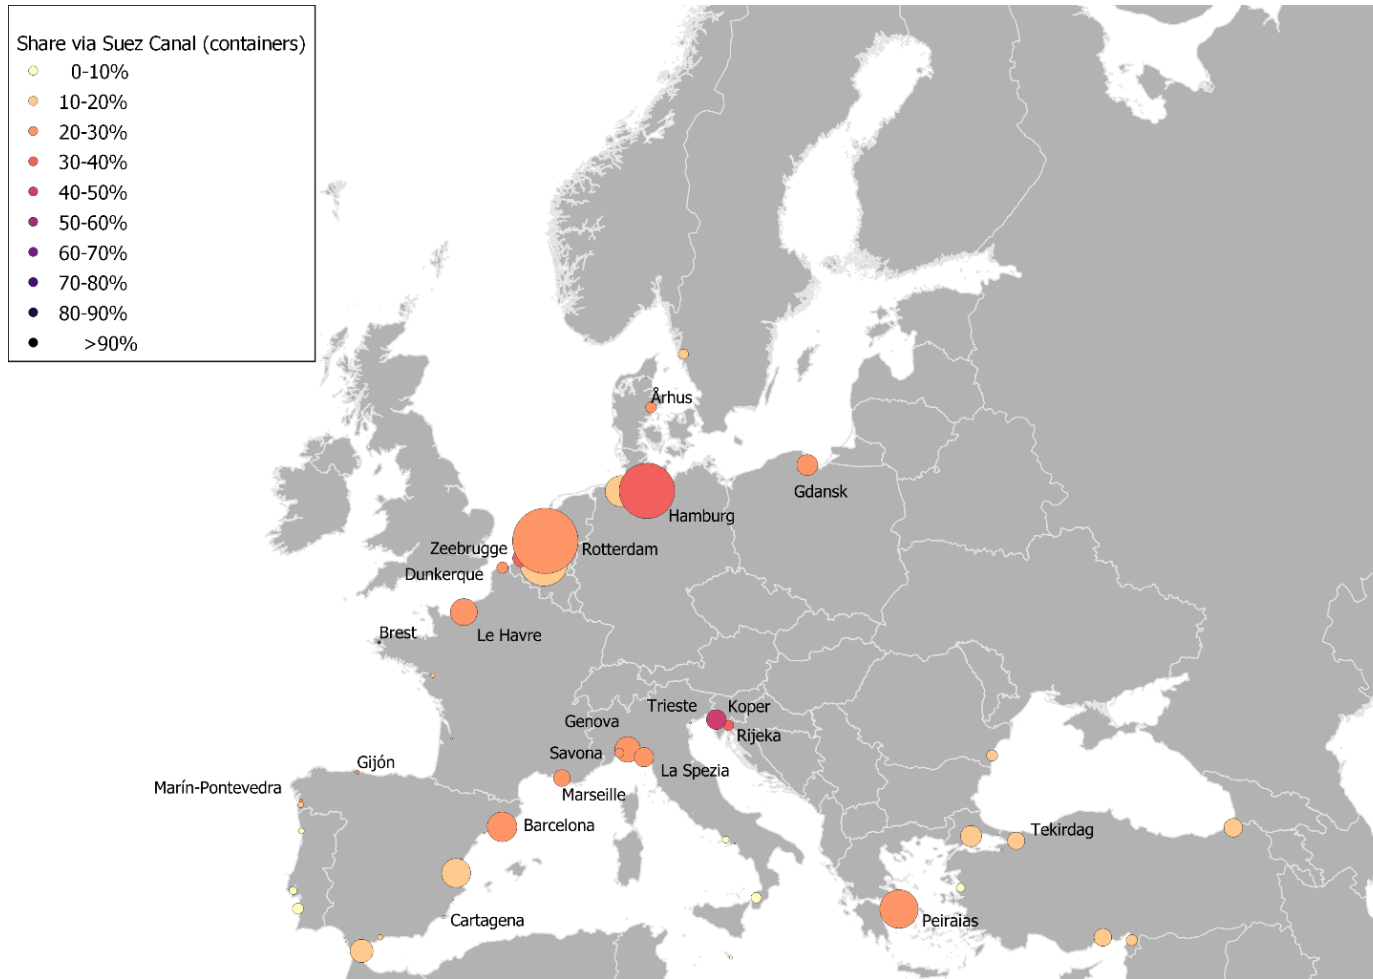 Share via Suez Canal (containers)
0-10%
10-20%
20-30%
30-40%
40-50%
50-60%
60-70%
70-80%
80-90%
>90%
Århus
Gdansk
Hamburg
Zeebrugge
Rotterdam
Dunkerque
Brest
Le Havre
Trieste
Koper
Genova
Rijeka
Savona
Gijón
La Spezia
Marín-Pontevedra
Marseille
Barcelona
Tekirdag
Cartagena
Peiraias